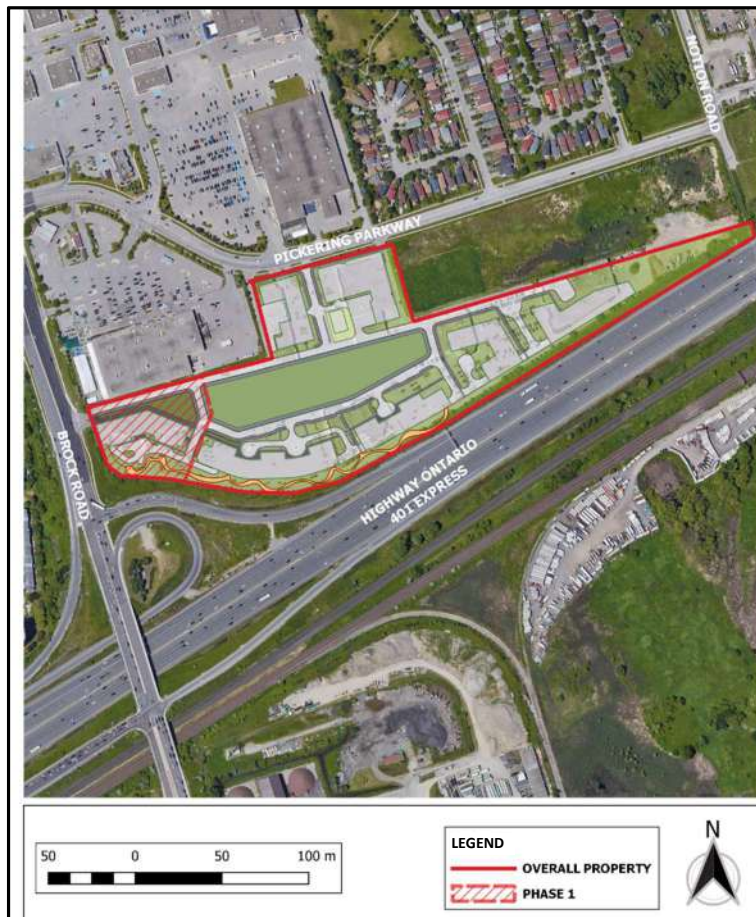 NOTION ROAD
PICKERING PARKWAY
BROCK ROAD
HIGHWAY ONTARIO
401 EXPRESS
50 0 50 100 m
LEGEND
OVERALL PROPERTY
PHASE 1
N